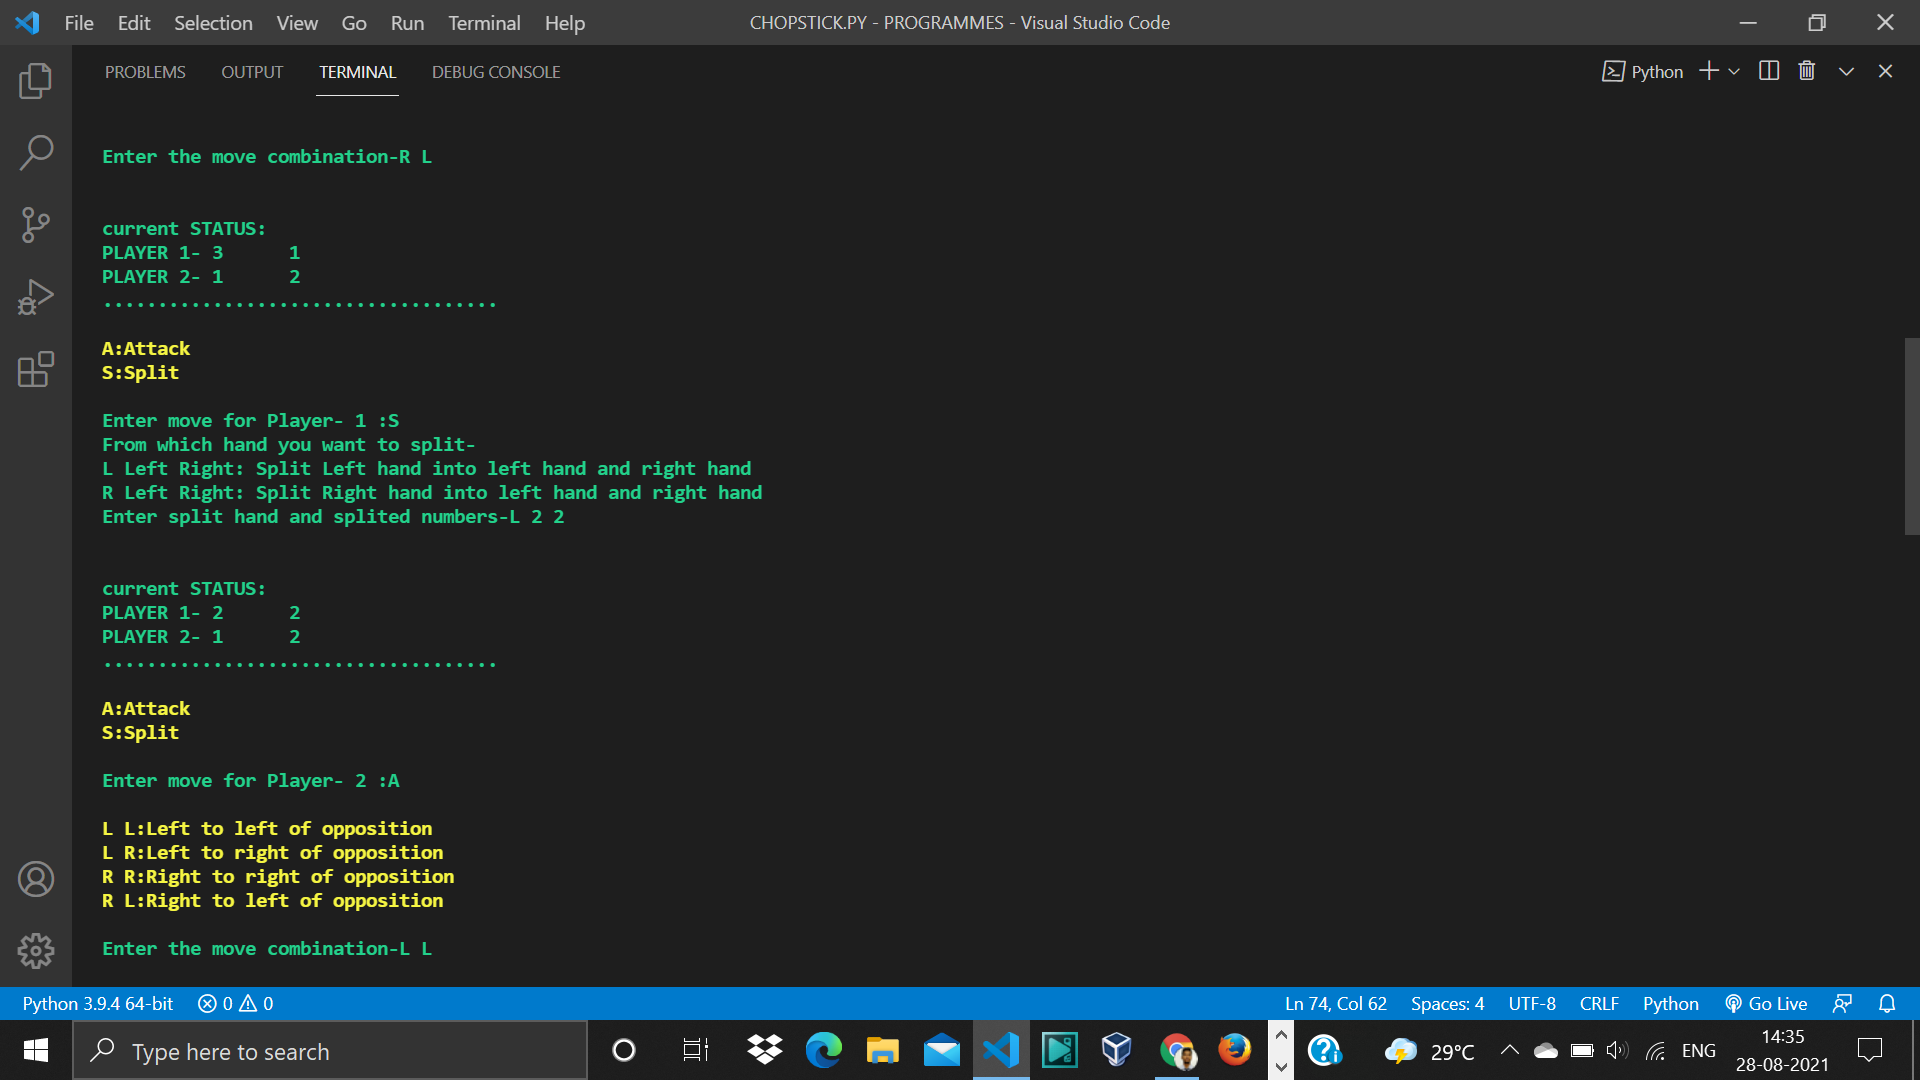 File Edit Selection View Go Run Terminal Help CHOPSTICK.PY - PROGRAMMES - Visual Studio Code
PROBLEMS OUTPUT TERMINAL DEBUG CONSOLE Python
Enter the move combination-R L
current STATUS:
PLAYER 1- 3 1
PLAYER 2- 1 2
....................................
A:Attack
S:Split
Enter move for Player- 1 :S
From which hand you want to split-
L Left Right: Split Left hand into left hand and right hand
R Left Right: Split Right hand into left hand and right hand
Enter split hand and splited numbers-L 2 2
current STATUS:
PLAYER 1- 2 2
PLAYER 2- 1 2
....................................
A:Attack
S:Split
Enter move for Player- 2 :A
L L:Left to left of opposition
L R:Left to right of opposition
R R:Right to right of opposition
R L:Right to left of opposition
Enter the move combination-L L
Python 3.9.4 64-bit 0 0 Ln 74, Col 62 Spaces: 4 UTF-8 CRLF Python Go Live
Type here to search 29°C ENG 14:35
28-08-2021